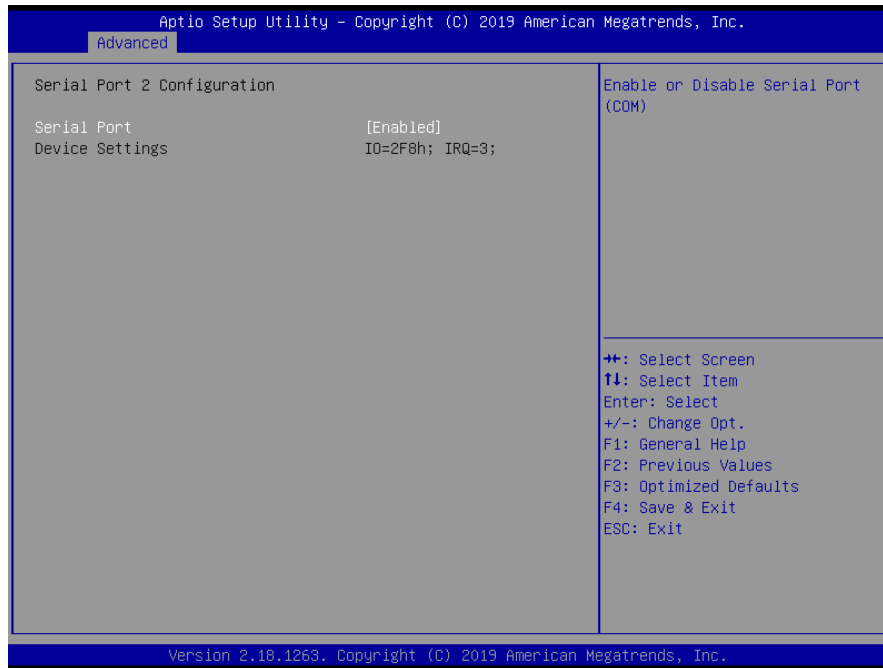 Aptio Setup Utility – Copyright (C) 2019 American Megatrends, Inc.
Advanced
Serial Port 2 Configuration
Serial Port [Enabled]
Device Settings IO=2F8h; IRQ=3;
Enable or Disable Serial Port
(COM)
→←: Select Screen
↑↓: Select Item
Enter: Select
+/-: Change Opt.
F1: General Help
F2: Previous Values
F3: Optimized Defaults
F4: Save & Exit
ESC: Exit
Version 2.18.1263. Copyright (C) 2019 American Megatrends, Inc.